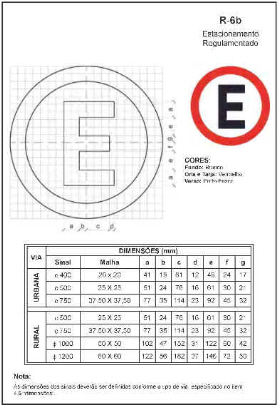 R-6b
Estacionamento
Regulamentado
E
E
CORES:
Fundo: Branco
Orla e Tarja: Vermelho
Verso: Preto Fosco
a b c d
VIA DIMENSÕES (mm)
Sinal Malha a b c d e f g
URBANA
ø 400 20 X 20 41 19 61 12 49 24 17
ø 500 25 X 25 51 24 76 16 61 30 21
ø 750 37,50 X 37,50 77 35 114 23 92 45 32
RURAL
ø 500 25 X 25 51 24 76 16 61 30 21
ø 750 37,50 X 37,50 77 35 114 23 92 45 32
ø 1000 50 X 50 102 47 152 31 122 60 42
ø 1200 60 X 60 122 56 182 37 146 72 50
Nota:
As dimensões dos sinais deverão ser definidas conforme o tipo de via, especificado no item